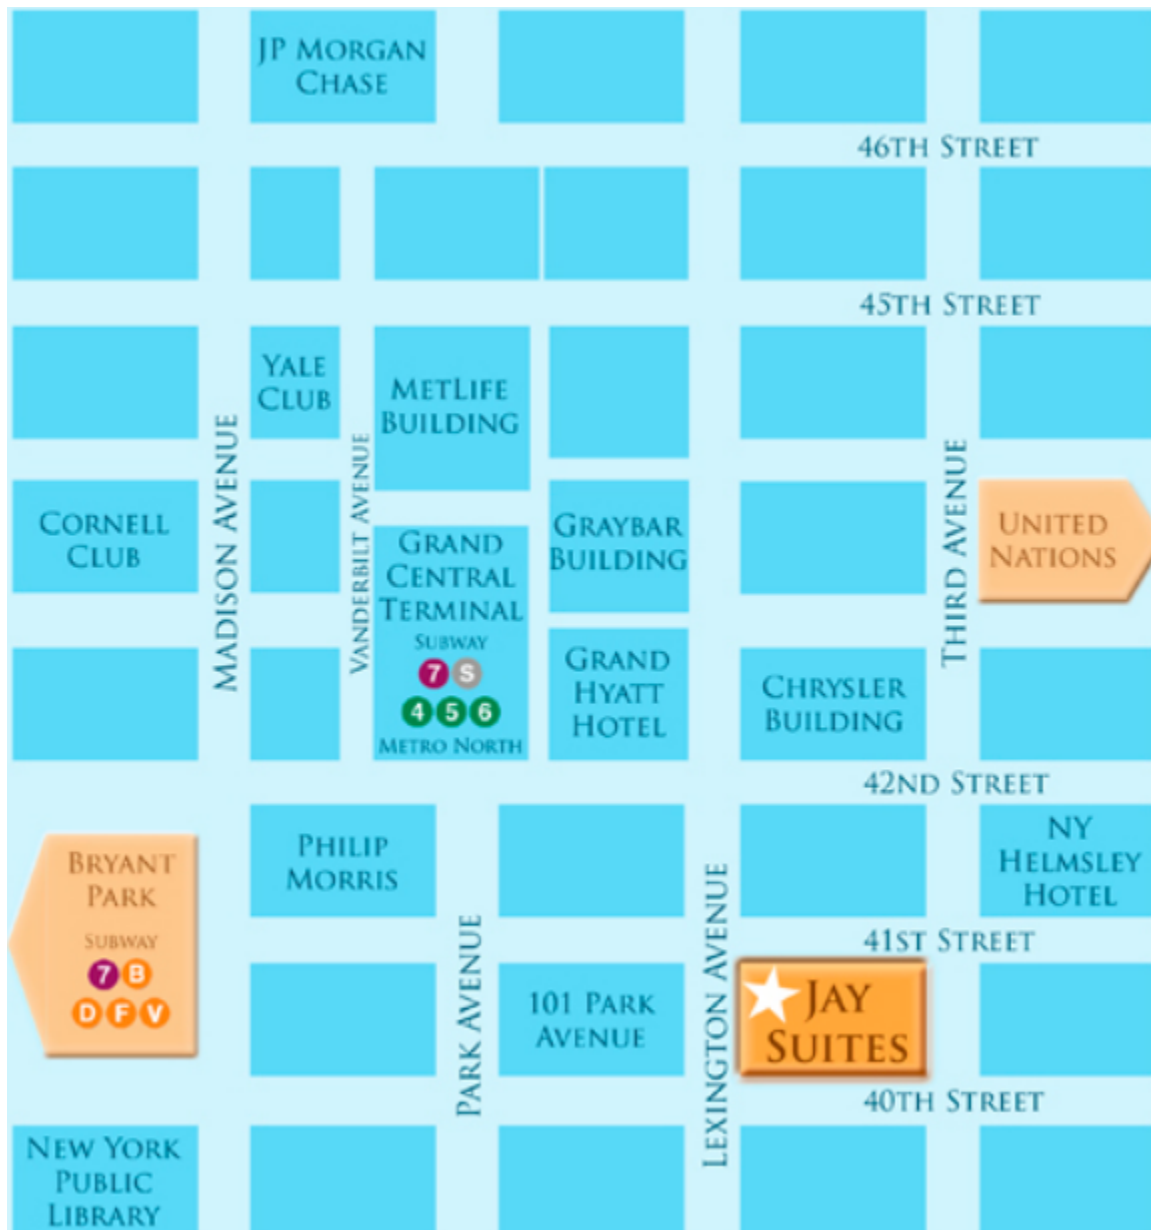 JP MORGAN
CHASE
46TH STREET
45TH STREET
YALE
CLUB
METLIFE
BUILDING
MADISON AVENUE
VANDERBILT AVENUE
THIRD AVENUE
CORNELL
CLUB
GRAND
CENTRAL
TERMINAL
SUBWAY
7 S
4 5 6
METRO NORTH
GRAYBAR
BUILDING
UNITED
NATIONS
GRAND
HYATT
HOTEL
CHRYSLER
BUILDING
42ND STREET
BRYANT
PARK
SUBWAY
7 B
D F V
PHILIP
MORRIS
NY
HELMSLEY
HOTEL
41ST STREET
PARK AVENUE
LEXINGTON AVENUE
101 PARK
AVENUE
JAY
SUITES
40TH STREET
NEW YORK
PUBLIC
LIBRARY